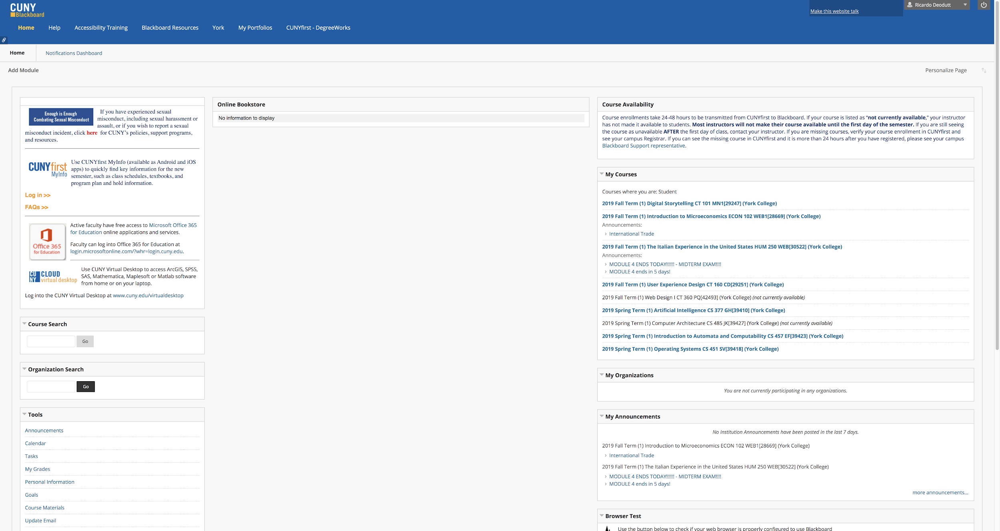 CUNY
Blackboard
Make this website talk
Ricardo Deodutt
Home
Help
Accessibility Training
Blackboard Resources
York
My Portfolios
CUNYfirst - DegreeWorks
Home
Notifications Dashboard
Add Module
Personalize Page
Enough is Enough
Combating Sexual Misconduct
If you have experienced sexual
misconduct, including sexual harassment or
assault, or if you wish to report a sexual
misconduct incident, click here for CUNY's policies, support programs,
and resources.
CUNYfirst
MyInfo
Use CUNYfirst MyInfo (available as Android and iOS
apps) to quickly find key information for the new
semester, such as class schedules, textbooks, and
program plan and hold information.
Log in >>
FAQs >>
Office 365
for Education
Active faculty have free access to Microsoft Office 365
for Education online applications and services.
Faculty can log into Office 365 for Education at
login.microsoftonline.com/?whr=login.cuny.edu.
CU
NY
CLOUD
virtual desktop
Use CUNY Virtual Desktop to access ArcGIS, SPSS,
SAS, Mathematica, Maplesoft or Matlab software
from home or on your laptop.
Log into the CUNY Virtual Desktop at www.cuny.edu/virtualdesktop
Course Search
Go
Organization Search
Go
Tools
Announcements
Calendar
Tasks
My Grades
Personal Information
Goals
Course Materials
Update Email
Online Bookstore
No information to display
Course Availability
Course enrollments take 24-48 hours to be transmitted from CUNYfirst to Blackboard. If your course is listed as "not currently available," your instructor
has not made it available to students. Most instructors will not make their course available until the first day of the semester. If you are still seeing
the course as unavailable AFTER the first day of class, contact your instructor. If you are missing courses, verify your course enrollment in CUNYfirst and
see your campus Registrar. If you can see the missing course in CUNYfirst and it is more than 24 hours after you have registered, please see your campus
Blackboard Support representative.
My Courses
Courses where you are: Student
2019 Fall Term (1) Digital Storytelling CT 101 MN1[29247] (York College)
2019 Fall Term (1) Introduction to Microeconomics ECON 102 WEB1[28669] (York College)
Announcements:
International Trade
2019 Fall Term (1) The Italian Experience in the United States HUM 250 WEB[30522] (York College)
Announcements:
MODULE 4 ENDS TODAY!!!!!! - MIDTERM EXAM!!!!
MODULE 4 ends in 5 days!
2019 Fall Term (1) User Experience Design CT 160 CD[29251] (York College)
2019 Fall Term (1) Web Design I CT 360 PQ[42493] (York College) (not currently available)
2019 Spring Term (1) Artificial Intelligence CS 377 GH[39410] (York College)
2019 Spring Term (1) Computer Architecture CS 485 JK[39427] (York College) (not currently available)
2019 Spring Term (1) Introduction to Automata and Computability CS 457 EF[39423] (York College)
2019 Spring Term (1) Operating Systems CS 451 SV[39418] (York College)
My Organizations
You are not currently participating in any organizations.
My Announcements
No Institution Announcements have been posted in the last 7 days.
2019 Fall Term (1) Introduction to Microeconomics ECON 102 WEB1[28669] (York College)
International Trade
2019 Fall Term (1) The Italian Experience in the United States HUM 250 WEB[30522] (York College)
MODULE 4 ENDS TODAY!!!!!! - MIDTERM EXAM!!!!
MODULE 4 ends in 5 days!
more announcements...
Browser Test
Use the button below to check if your web browser is properly configured to use Blackboard